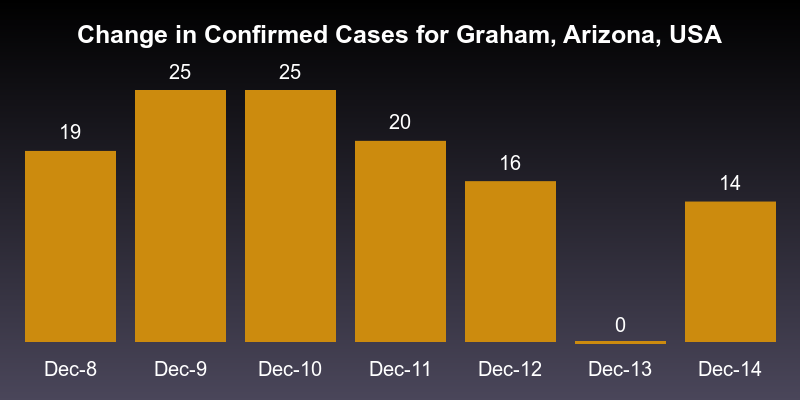 Change in Confirmed Cases for Graham, Arizona, USA
19
25
25
20
16
0
14
Dec-8
Dec-9
Dec-10
Dec-11
Dec-12
Dec-13
Dec-14